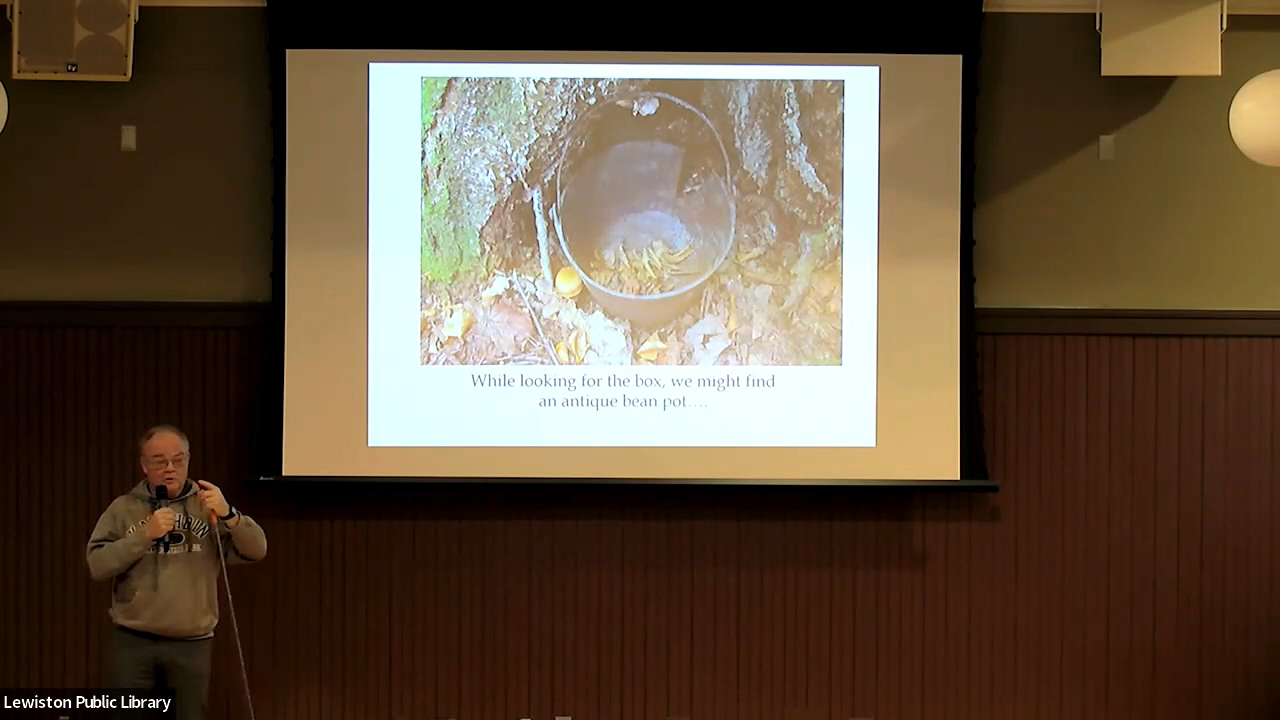 While looking for the box, we might find
an antique bean pot....
Lewiston Public Library